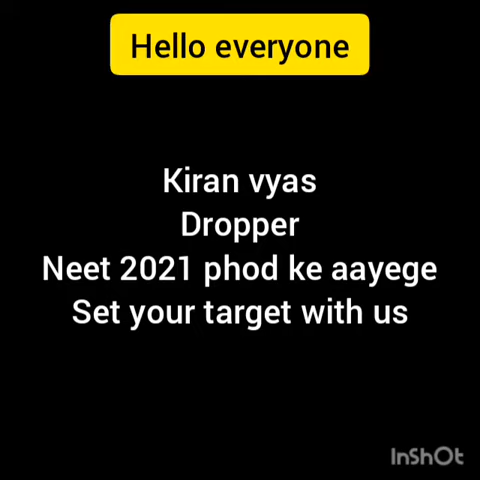 Hello everyone
Kiran vyas
Dropper
Neet 2021 phod ke aayege
Set your target with us
InShOt